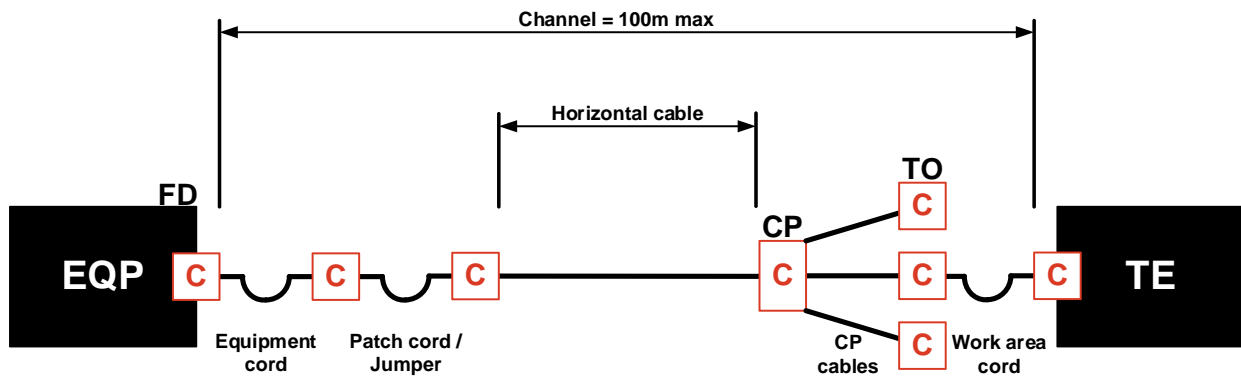 Channel = 100m max
Horizontal cable
FD
TO
CP
EQP
C
C
C
C
C
C
C
C
TE
Equipment
cord
Patch cord /
Jumper
CP
cables
Work area
cord